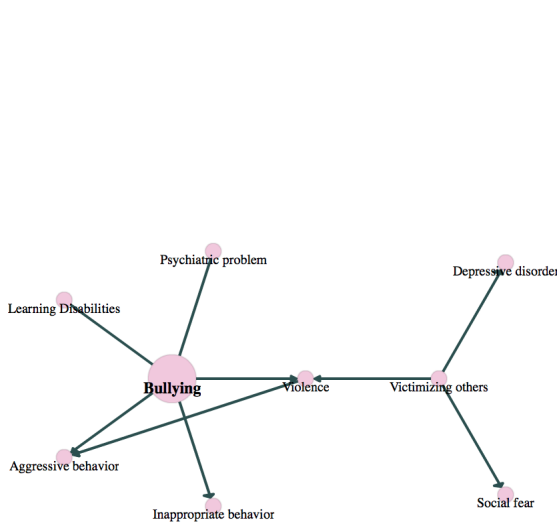 Psychiatric problem
Depressive disorder
Learning Disabilities
Bullying
Violence
Victimizing others
Aggressive behavior
Social fear
Inappropriate behavior